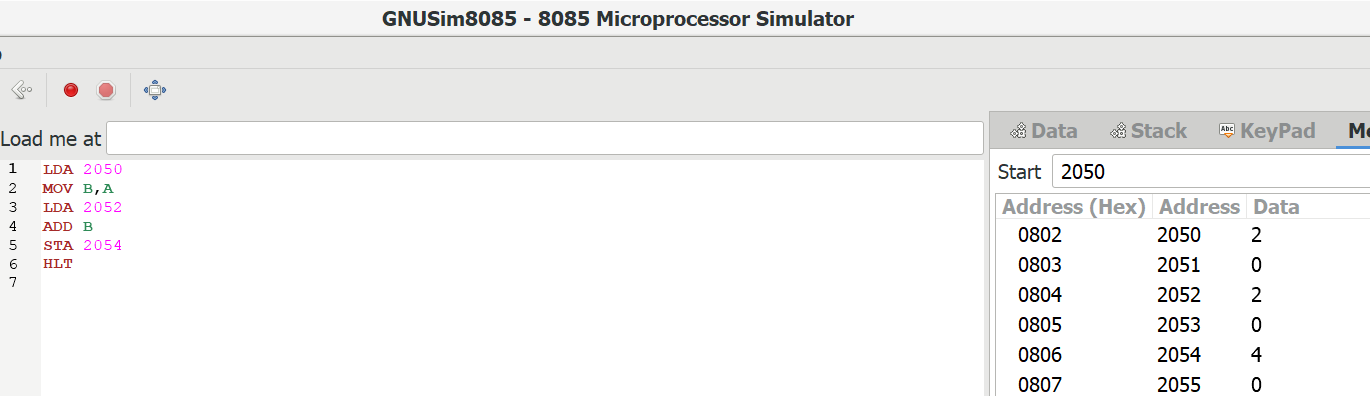 GNUSim8085 - 8085 Microprocessor Simulator
Load me at
1 LDA 2050
2 MOV B,A
3 LDA 2052
4 ADD B
5 STA 2054
6 HLT
7
Data Stack Abc KeyPad
Start 2050
Address (Hex) Address Data
0802 2050 2
0803 2051 0
0804 2052 2
0805 2053 0
0806 2054 4
0807 2055 0